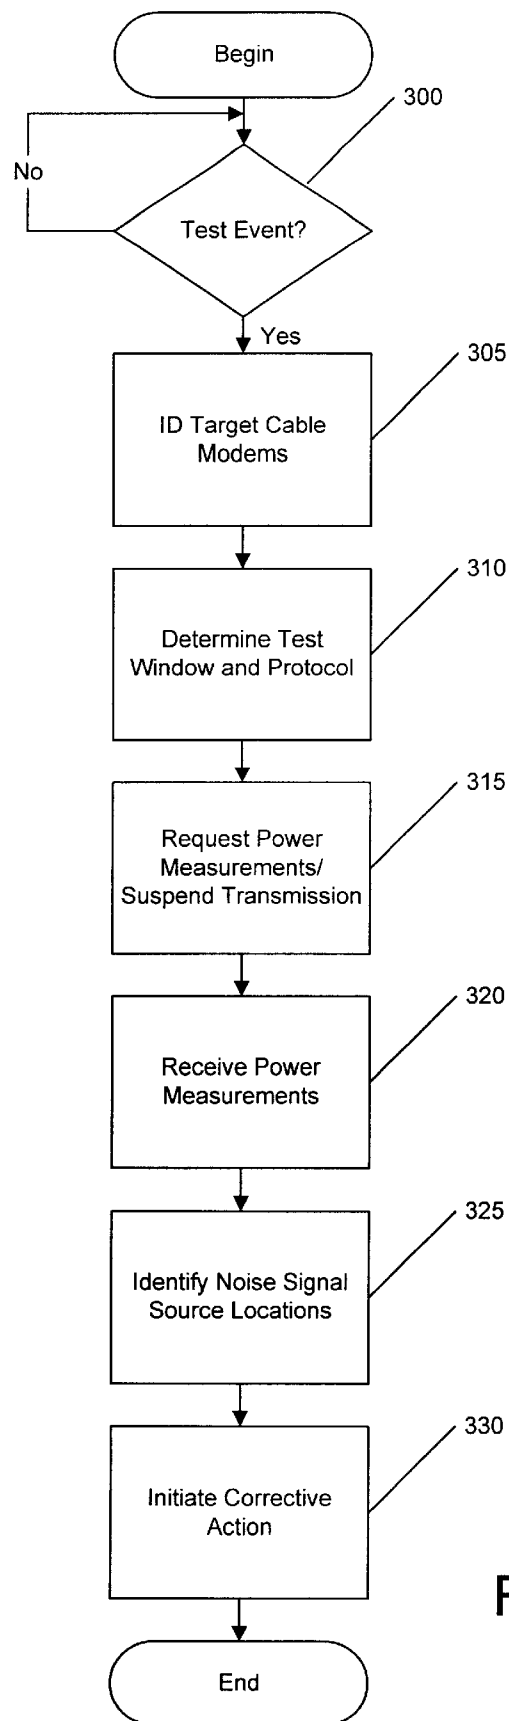 Begin
300
No
Test Event?
Yes
305
ID Target Cable
Modems
310
Determine Test
Window and Protocol
315
Request Power
Measurements/
Suspend Transmission
320
Receive Power
Measurements
325
Identify Noise Signal
Source Locations
330
Initiate Corrective
Action
End